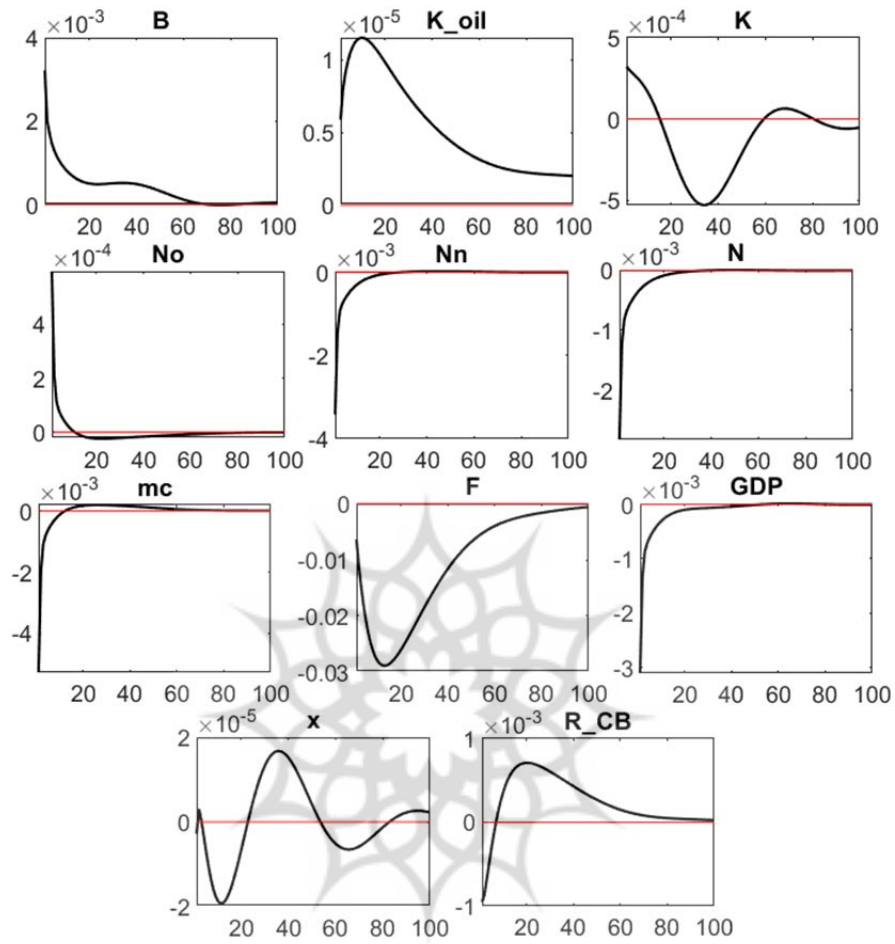 B K_oil K
×10⁻³ ×10⁻⁵ ×10⁻⁴
4 2 0
1 0.5 0
5 0 -5
20 40 60 80 100 20 40 60 80 100 20 40 60 80 100
No Nn N
×10⁻⁴ ×10⁻³ ×10⁻³
4 2 0
0 -2 -4
0 -1 -2
20 40 60 80 100 20 40 60 80 100 20 40 60 80 100
mc F GDP
×10⁻³ ×10⁻³
0 -2 -4
0 -0.01 -0.02 -0.03
0 -1 -2 -3
20 40 60 80 100 20 40 60 80 100 20 40 60 80 100
x R_CB
×10⁻⁵ ×10⁻³
2 0 -2
1 0 -1
20 40 60 80 100 20 40 60 80 100